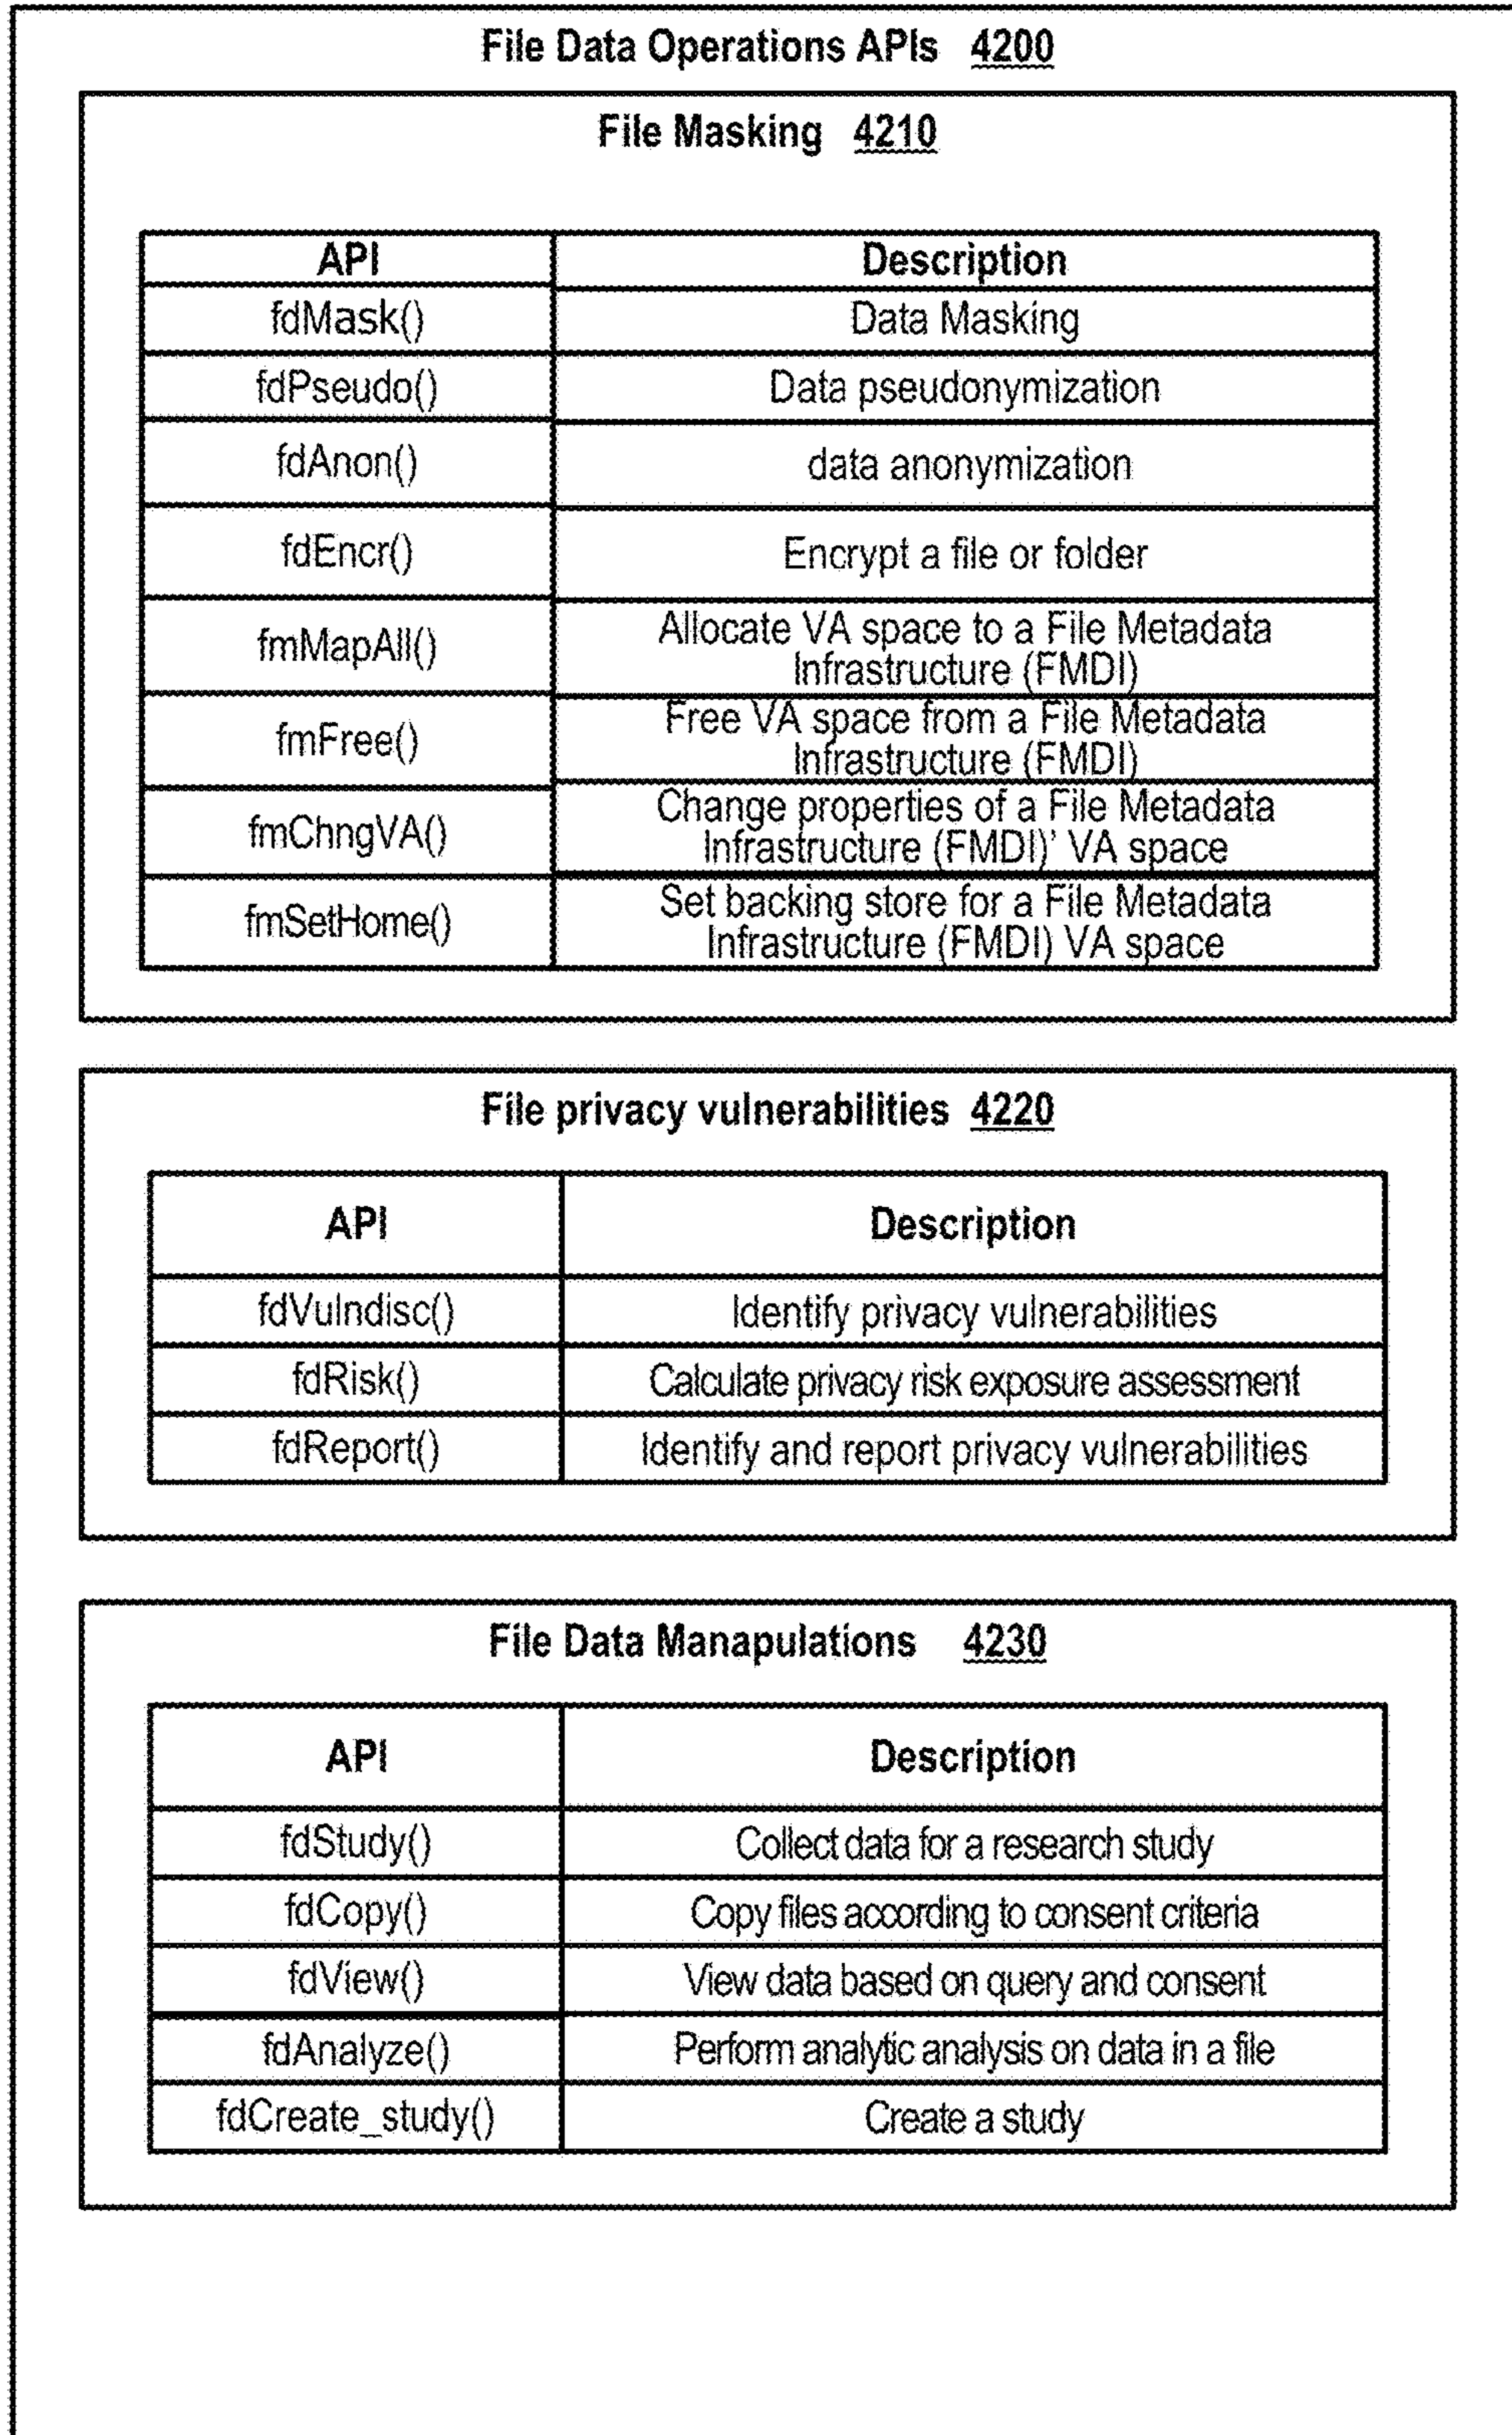 File Data Operations APIs 4200
File Masking 4210
API Description
fdMask() Data Masking
fdPseudo() Data pseudonymization
fdAnon() data anonymization
fdEncr() Encrypt a file or folder
fmMapAll() Allocate VA space to a File Metadata
Infrastructure (FMDI)
fmFree() Free VA space from a File Metadata
Infrastructure (FMDI)
fmChngVA() Change properties of a File Metadata
Infrastructure (FMDI)' VA space
fmSetHome() Set backing store for a File Metadata
Infrastructure (FMDI) VA space
File privacy vulnerabilities 4220
API Description
fdVulndisc() Identify privacy vulnerabilities
fdRisk() Calculate privacy risk exposure assessment
fdReport() Identify and report privacy vulnerabilities
File Data Manapulations 4230
API Description
fdStudy() Collect data for a research study
fdCopy() Copy files according to consent criteria
fdView() View data based on query and consent
fdAnalyze() Perform analytic analysis on data in a file
fdCreate_study() Create a study